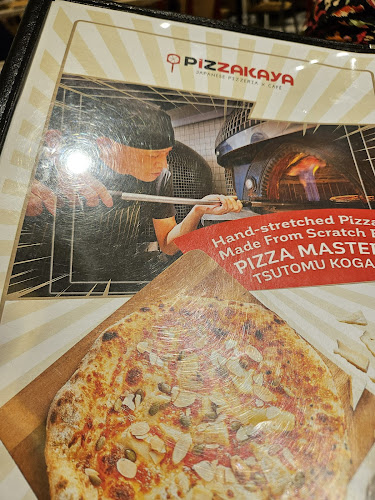 PiZZAKAYA
JAPANESE PIZZERIA & CAFE
Hand-stretched Pizza
Made From Scratch
PIZZA MASTER
TSUTOMU KOGA